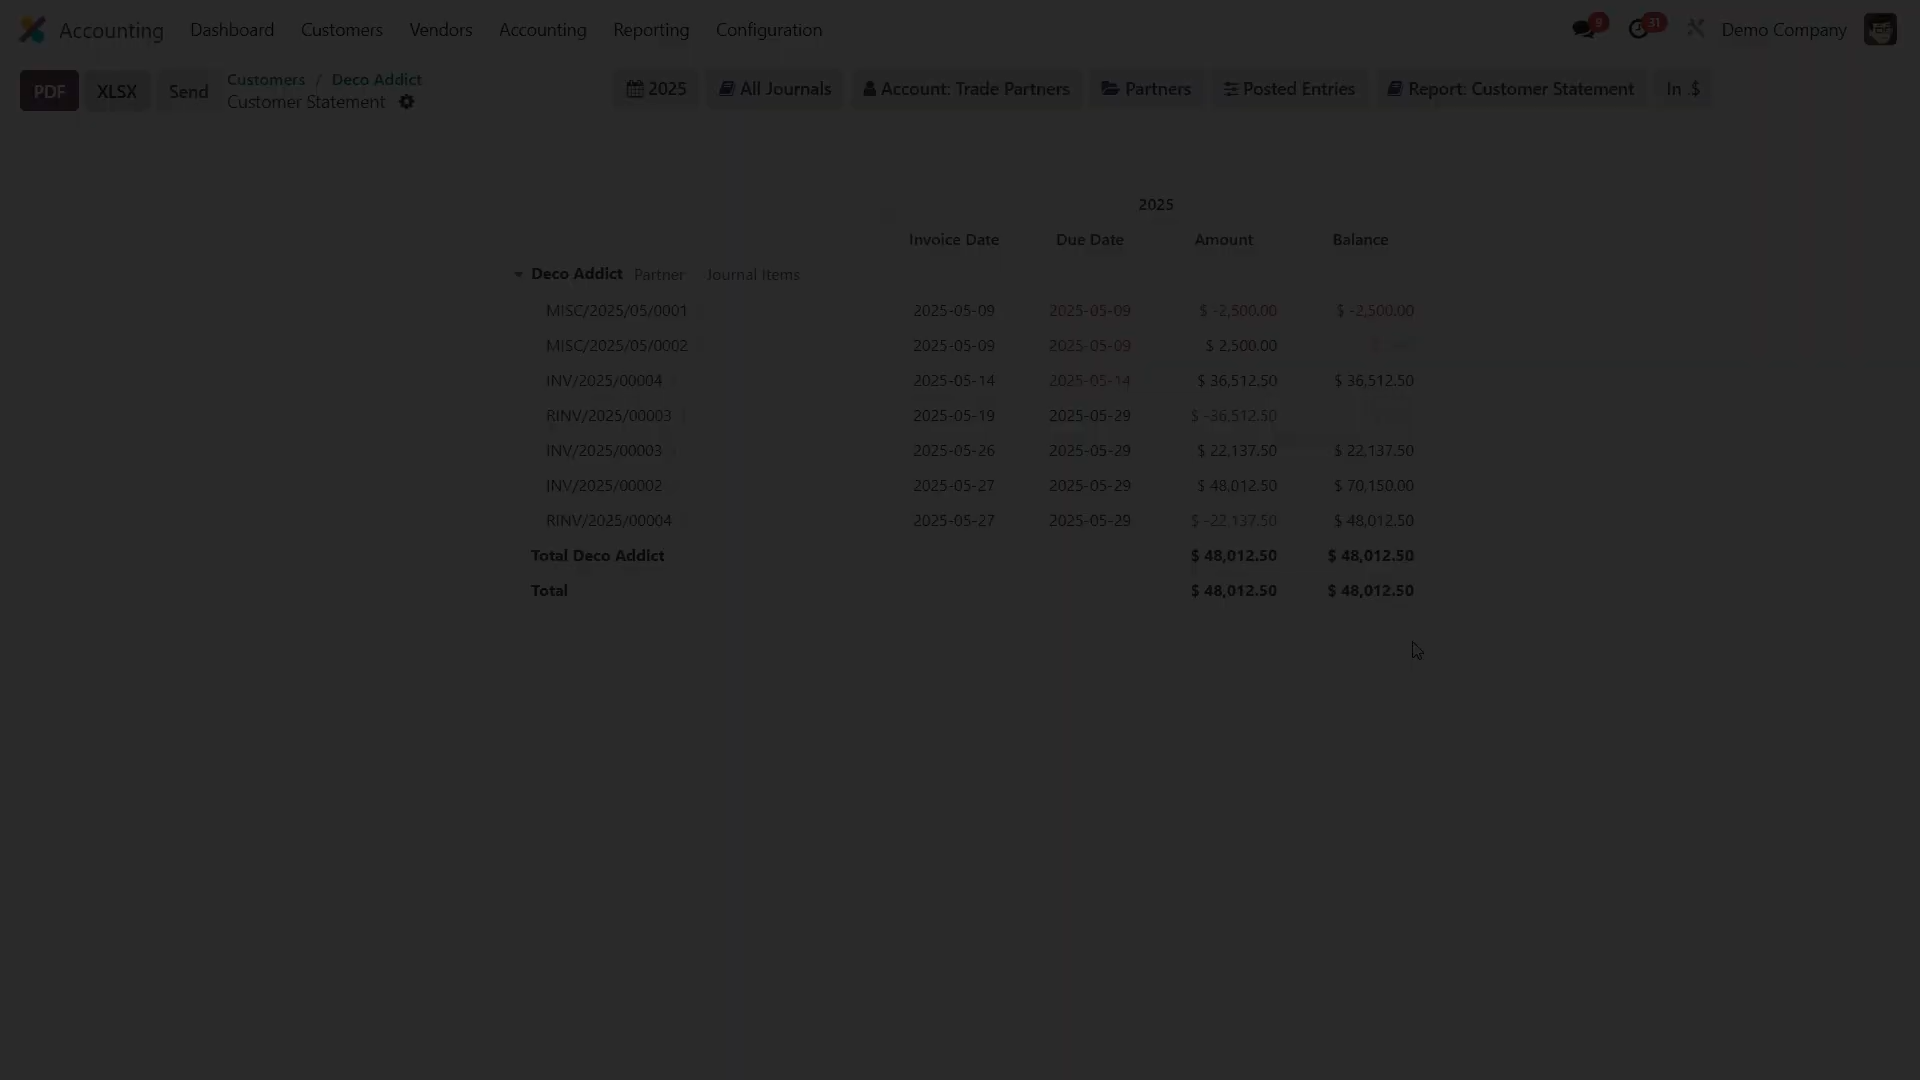 Accounting Dashboard Customers Vendors Accounting Reporting Configuration 9 31 Demo Company
PDF XLSX Send Customers / Deco Addict
Customer Statement
2025 All Journals Account: Trade Partners Partners Posted Entries Report: Customer Statement In .$
2025
Invoice Date Due Date Amount Balance
Deco Addict Partner Journal Items
MISC/2025/05/0001 2025-05-09 2025-05-09 $ -2,500.00 $ -2,500.00
MISC/2025/05/0002 2025-05-09 2025-05-09 $ 2,500.00
INV/2025/00004 2025-05-14 2025-05-14 $ 36,512.50 $ 36,512.50
RINV/2025/00003 2025-05-19 2025-05-29 $ -36,512.50
INV/2025/00003 2025-05-26 2025-05-29 $ 22,137.50 $ 22,137.50
INV/2025/00002 2025-05-27 2025-05-29 $ 48,012.50 $ 70,150.00
RINV/2025/00004 2025-05-27 2025-05-29 $ -22,137.50 $ 48,012.50
Total Deco Addict $ 48,012.50 $ 48,012.50
Total $ 48,012.50 $ 48,012.50